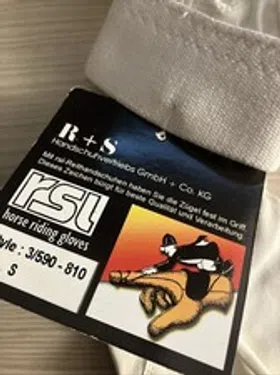 R + S
Handschuhvertriebs GmbH + Co. KG
Mit rsl-Reithandschuhen haben Sie die Zügel fest im Griff
Dieses Zeichen bürgt für beste Qualität und Verarbeitung
rsl
horse riding gloves
tyle : 3/590 - 810
S